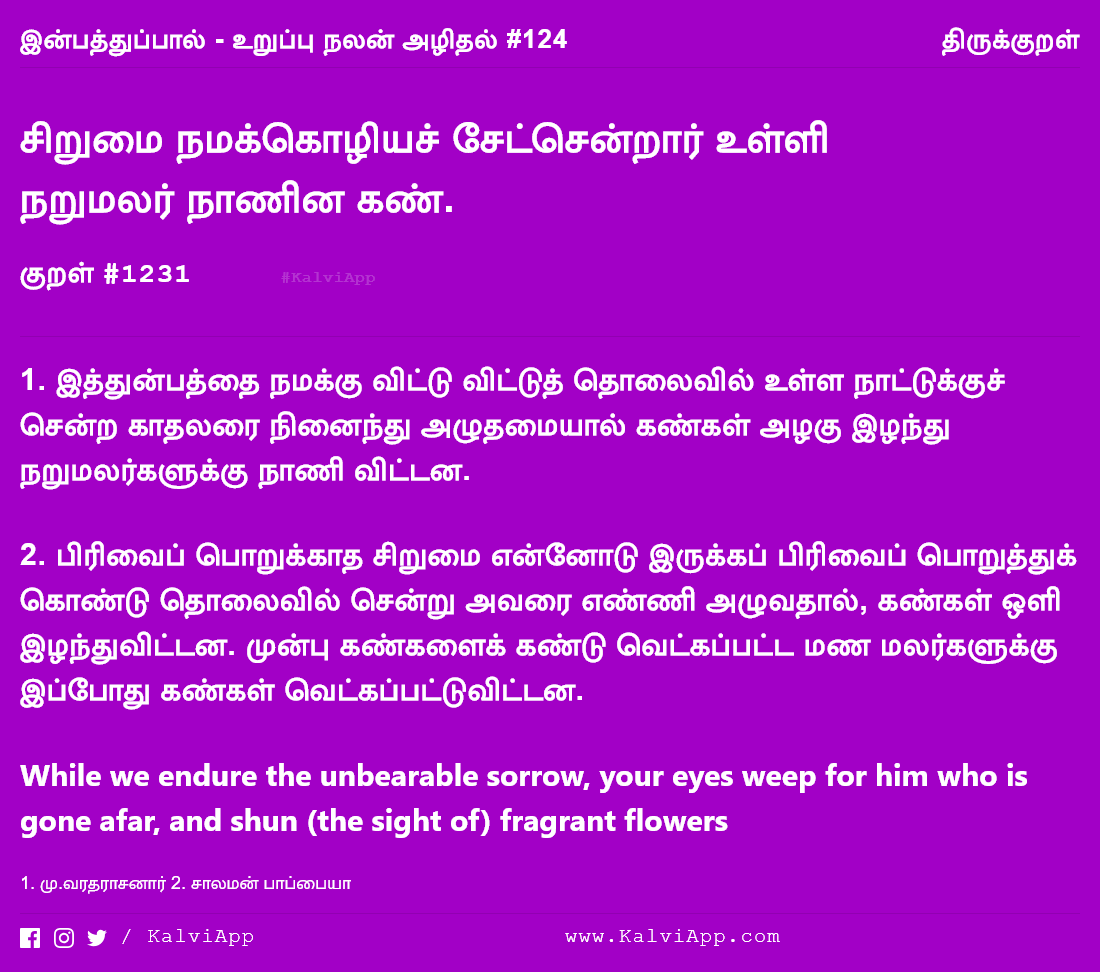 இன்பத்துப்பால் - உறுப்பு நலன் அழிதல் #124 திருக்குறள்
சிறுமை நமக்கொழியச் சேட்சென்றார் உள்ளி
நறுமலர் நாணின கண்.
குறள் #1231 #KalviApp
1. இத்துன்பத்தை நமக்கு விட்டு விட்டுத் தொலைவில் உள்ள நாட்டுக்குச்
சென்ற காதலரை நினைந்து அழுதமையால் கண்கள் அழகு இழந்து
நறுமலர்களுக்கு நாணி விட்டன.
2. பிரிவைப் பொறுக்காத சிறுமை என்னோடு இருக்கப் பிரிவைப் பொறுத்துக்
கொண்டு தொலைவில் சென்று அவரை எண்ணி அழுவதால், கண்கள் ஒளி
இழந்துவிட்டன. முன்பு கண்களைக் கண்டு வெட்கப்பட்ட மண மலர்களுக்கு
இப்போது கண்கள் வெட்கப்பட்டுவிட்டன.
While we endure the unbearable sorrow, your eyes weep for him who is
gone afar, and shun (the sight of) fragrant flowers
1. மு.வரதராசனார் 2. சாலமன் பாப்பையா
/ KalviApp www.KalviApp.com